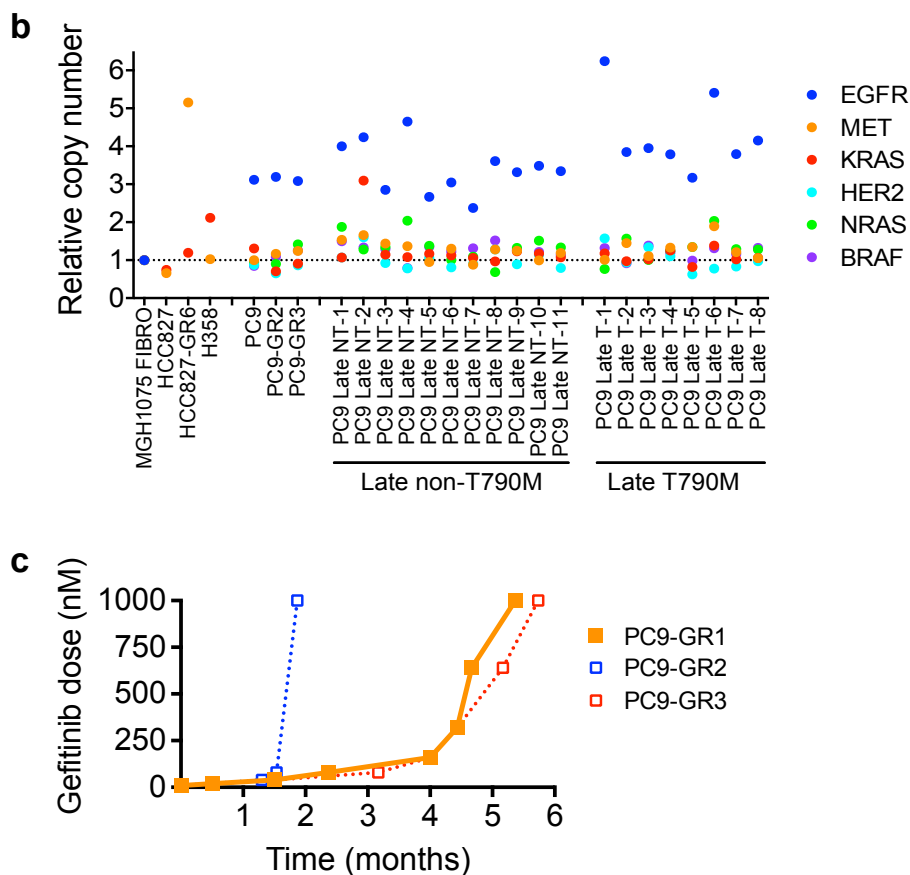 b
Relative copy number
6
5
4
3
2
1
0
EGFR
MET
KRAS
HER2
NRAS
BRAF
MGH1075 FIBRO
HCC827
HCC827-GR6
H358
PC9
PC9-GR2
PC9-GR3
PC9 Late NT-1
PC9 Late NT-2
PC9 Late NT-3
PC9 Late NT-4
PC9 Late NT-5
PC9 Late NT-6
PC9 Late NT-7
PC9 Late NT-8
PC9 Late NT-9
PC9 Late NT-10
PC9 Late NT-11
PC9 Late T-1
PC9 Late T-2
PC9 Late T-3
PC9 Late T-4
PC9 Late T-5
PC9 Late T-6
PC9 Late T-7
PC9 Late T-8
Late non-T790M
Late T790M
c
Gefitinib dose (nM)
1000
750
500
250
0
1 2 3 4 5 6
Time (months)
PC9-GR1
PC9-GR2
PC9-GR3